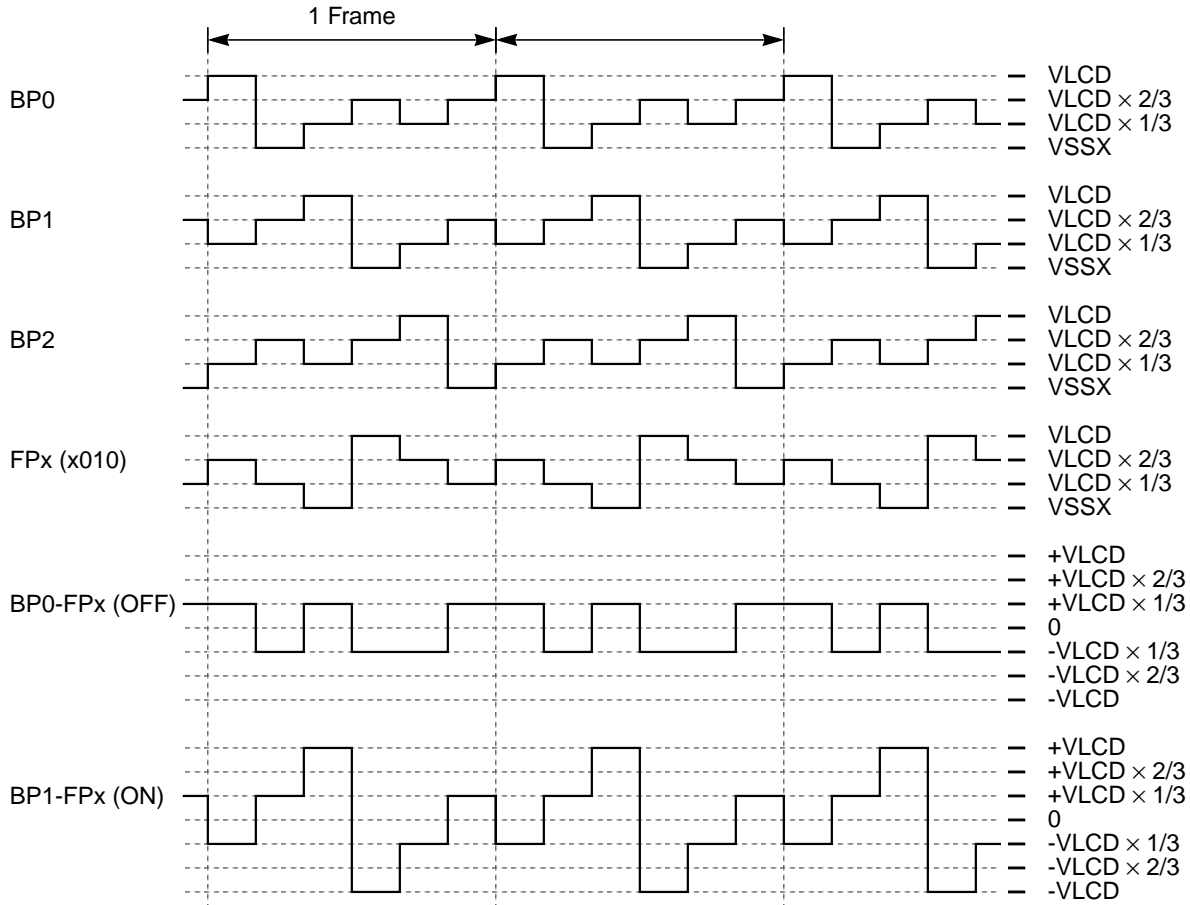 1 Frame
BP0
VLCD
VLCD × 2/3
VLCD × 1/3
VSSX
BP1
VLCD
VLCD × 2/3
VLCD × 1/3
VSSX
BP2
VLCD
VLCD × 2/3
VLCD × 1/3
VSSX
FPx (x010)
VLCD
VLCD × 2/3
VLCD × 1/3
VSSX
BP0-FPx (OFF)
+VLCD
+VLCD × 2/3
+VLCD × 1/3
0
-VLCD × 1/3
-VLCD × 2/3
-VLCD
BP1-FPx (ON)
+VLCD
+VLCD × 2/3
+VLCD × 1/3
0
-VLCD × 1/3
-VLCD × 2/3
-VLCD